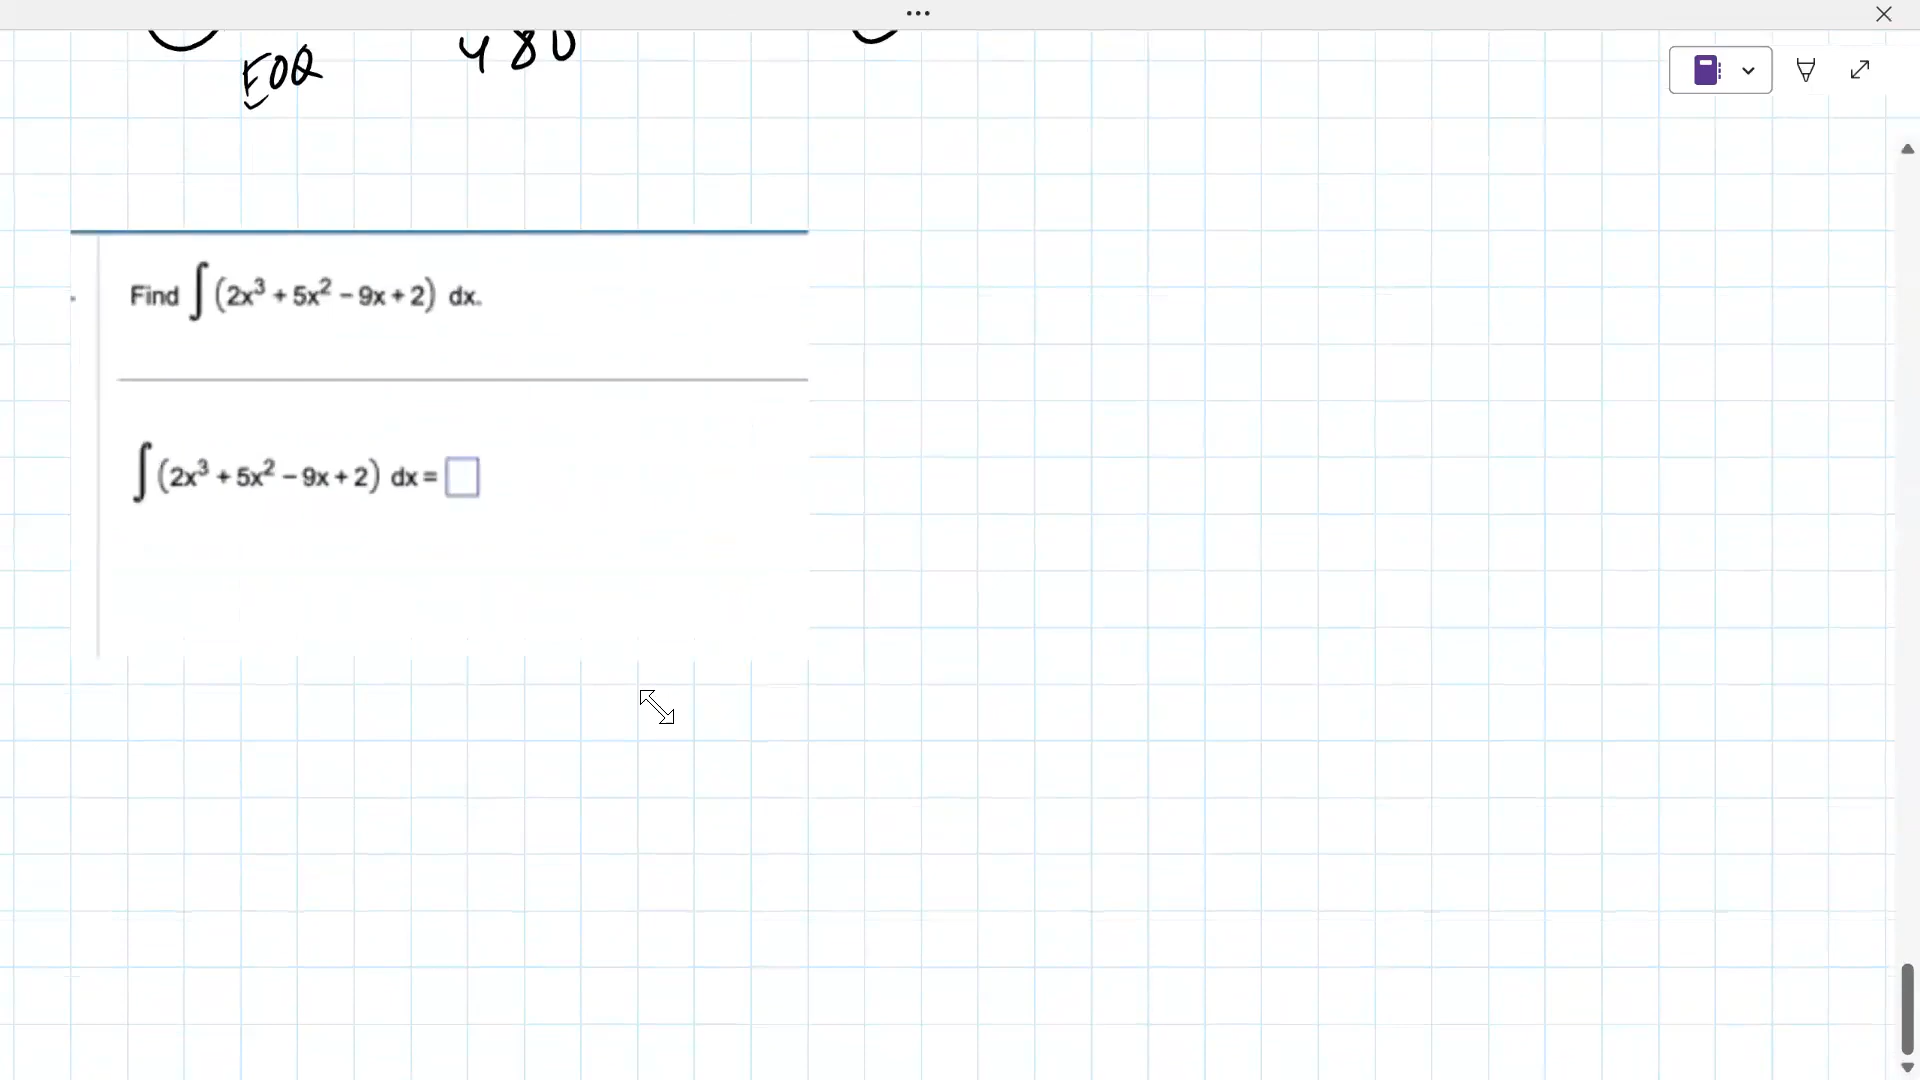 EOQ 480
Find ∫ (2x³ + 5x² − 9x + 2) dx.
∫ (2x³ + 5x² − 9x + 2) dx =